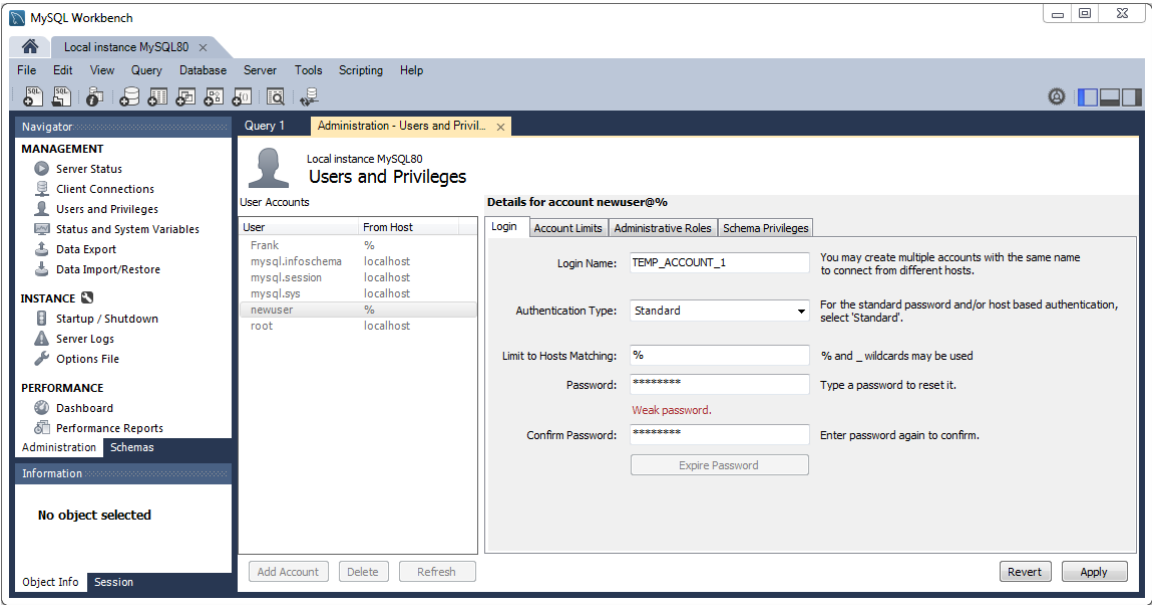 MySQL Workbench
Local instance MySQL80
File Edit View Query Database Server Tools Scripting Help
Navigator
MANAGEMENT
Server Status
Client Connections
Users and Privileges
Status and System Variables
Data Export
Data Import/Restore
INSTANCE
Startup / Shutdown
Server Logs
Options File
PERFORMANCE
Dashboard
Performance Reports
Administration Schemas
Information
No object selected
Object Info Session
Query 1 Administration - Users and Privil...
Local instance MySQL80
Users and Privileges
User Accounts
User From Host
Frank %
mysql.infoschema localhost
mysql.session localhost
mysql.sys localhost
newuser %
root localhost
Add Account Delete Refresh
Details for account newuser@%
Login Account Limits Administrative Roles Schema Privileges
Login Name: TEMP_ACCOUNT_1 You may create multiple accounts with the same name
to connect from different hosts.
Authentication Type: Standard For the standard password and/or host based authentication,
select 'Standard'.
Limit to Hosts Matching: % % and _ wildcards may be used
Password: ******** Type a password to reset it.
Weak password.
Confirm Password: ******** Enter password again to confirm.
Expire Password
Revert Apply